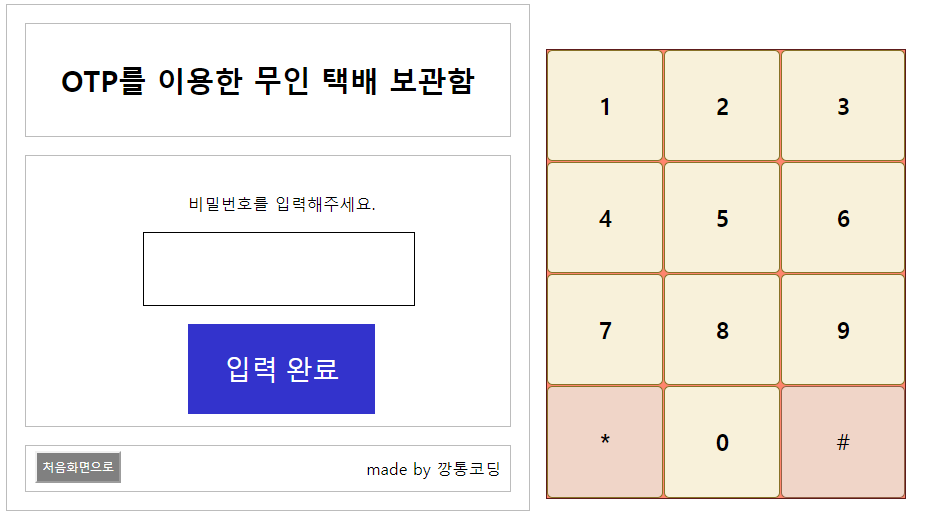 OTP를 이용한 무인 택배 보관함
비밀번호를 입력해주세요.
입력 완료
처음화면으로
made by 깡통코딩
1 2 3
4 5 6
7 8 9
* 0 #